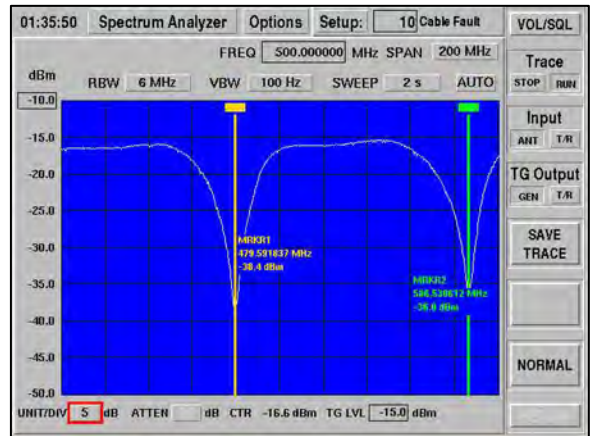 01:35:50 Spectrum Analyzer Options Setup: 10 Cable Fault
FREQ 500.000000 MHz SPAN 200 MHz
dBm RBW 6 MHz VBW 100 Hz SWEEP 2 s AUTO
-10.0
-15.0
-20.0
-25.0
-30.0
-35.0
-40.0
-45.0
-50.0
MRKR1
479.591837 MHz
-38.4 dBm
MRKR2
MHz
dBm
UNIT/DIV 5 dB ATTEN dB CTR -16.6 dBm TG LVL -15.0 dBm
VOL/SQL
Trace
STOP RUN
Input
ANT T/R
TG Output
GEN T/R
SAVE
TRACE
NORMAL